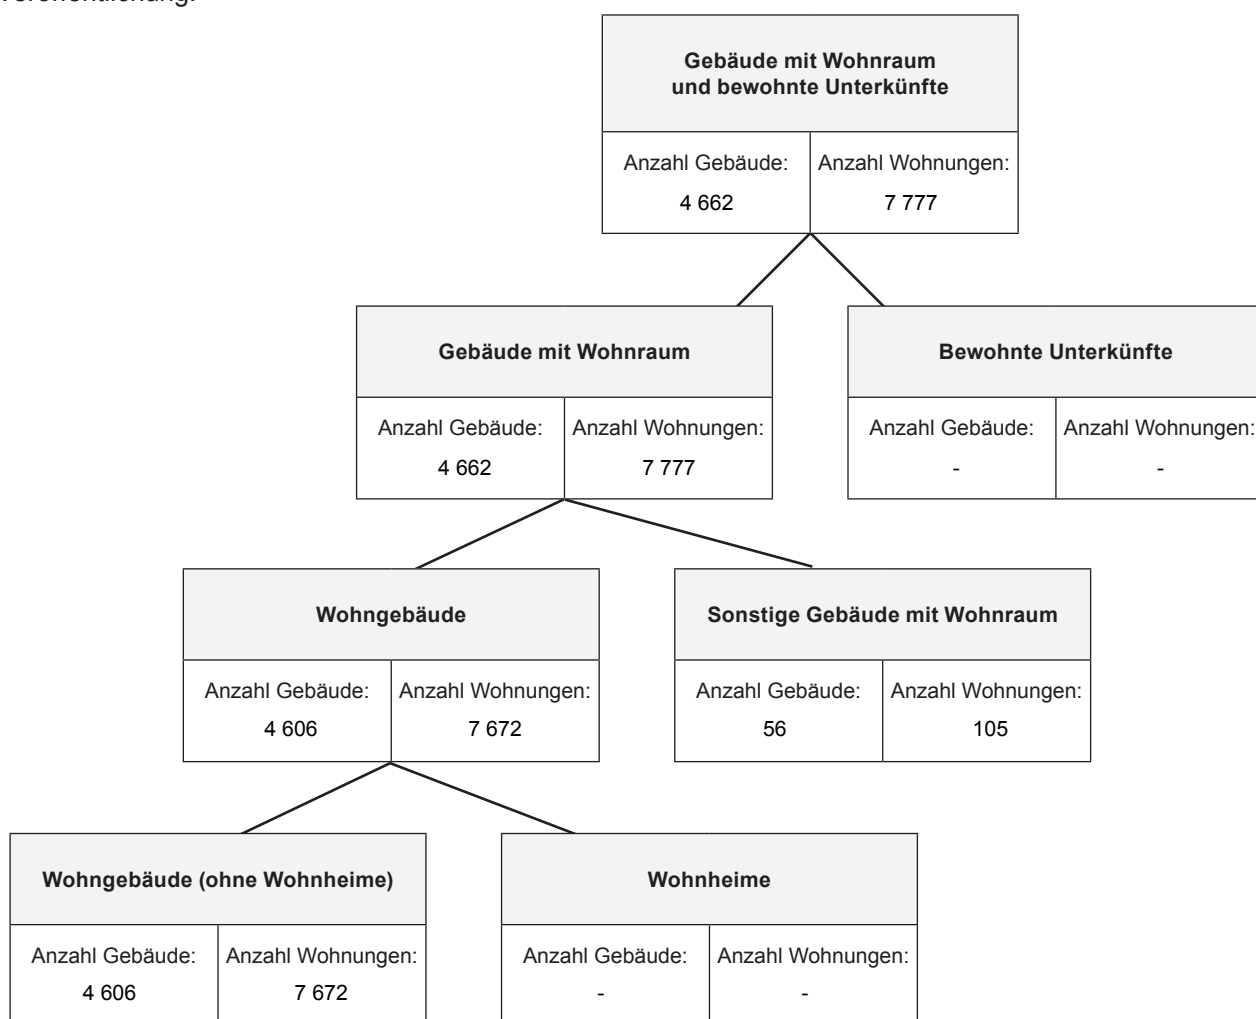 Veröffentlichung.
Gebäude mit Wohnraum
und bewohnte Unterkünfte
Anzahl Gebäude: Anzahl Wohnungen:
4 662 7 777
Gebäude mit Wohnraum
Anzahl Gebäude: Anzahl Wohnungen:
4 662 7 777
Bewohnte Unterkünfte
Anzahl Gebäude: Anzahl Wohnungen:
- -
Wohngebäude
Anzahl Gebäude: Anzahl Wohnungen:
4 606 7 672
Sonstige Gebäude mit Wohnraum
Anzahl Gebäude: Anzahl Wohnungen:
56 105
Wohngebäude (ohne Wohnheime)
Anzahl Gebäude: Anzahl Wohnungen:
4 606 7 672
Wohnheime
Anzahl Gebäude: Anzahl Wohnungen:
- -